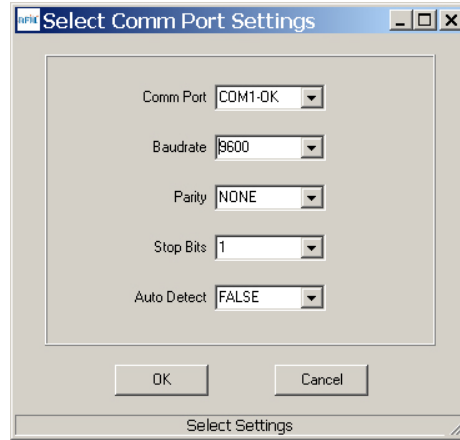 Select Comm Port Settings
Comm Port COM1-OK
Baudrate 9600
Parity NONE
Stop Bits 1
Auto Detect FALSE
OK Cancel
Select Settings